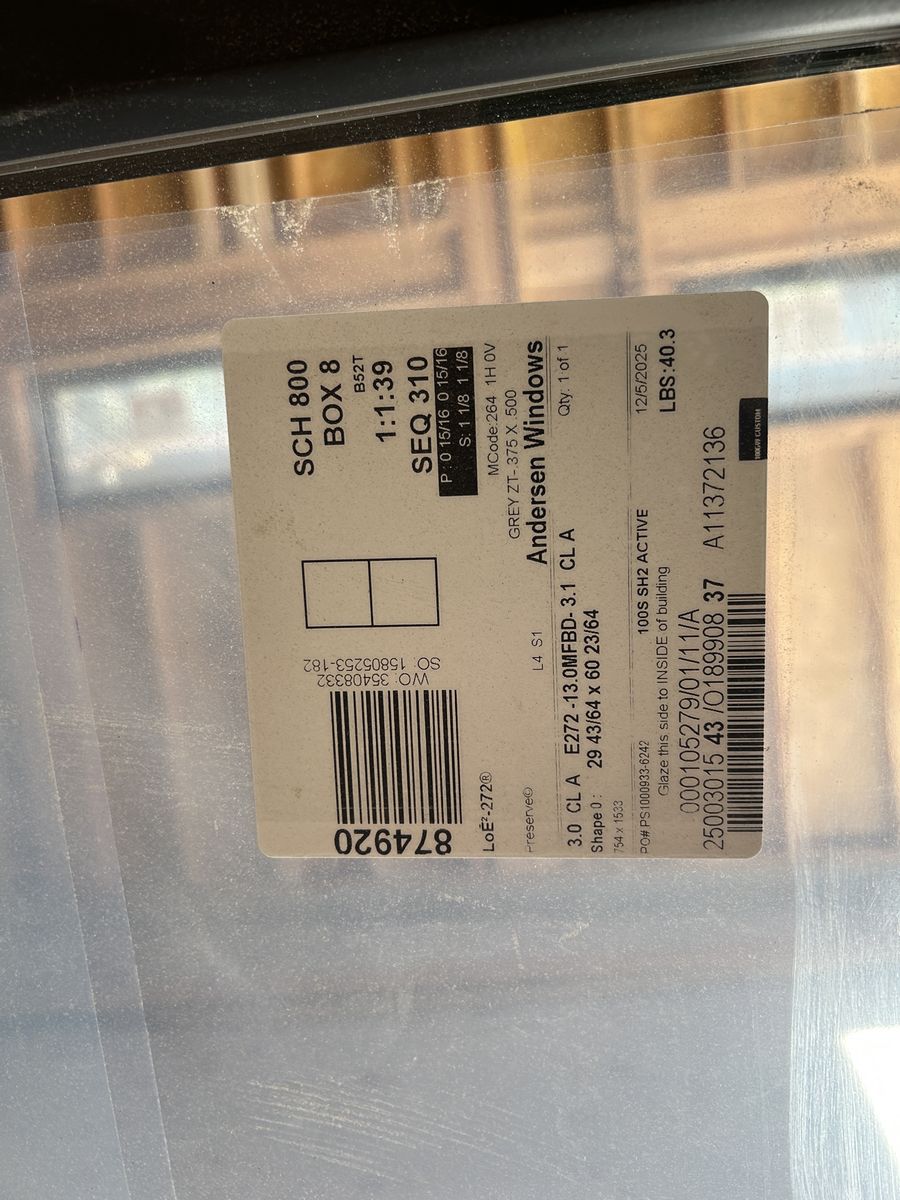 SCH 800
BOX 8
B52T
1:1:39
SEQ 310
P : 0 15/16 0 15/16
S: 1 1/8 1 1/8
874920
WO: 35408332
SO: 15805253-182
MCode:264 1H 0V
LoE²-272®
GREY ZT-.375 X .500
Preserve©
L4 S1
Andersen Windows
3.0 CL A E272 -13.0MFBD- 3.1 CL A
Qty: 1 of 1
Shape 0 : 29 43/64 x 60 23/64
754 x 1533
PO# PS1000933-6242
100S SH2 ACTIVE
12/5/2025
Glaze this side to INSIDE of building
LBS:40.3
000105279/01/11/A
25003015 43 /O189908 37 A11372136